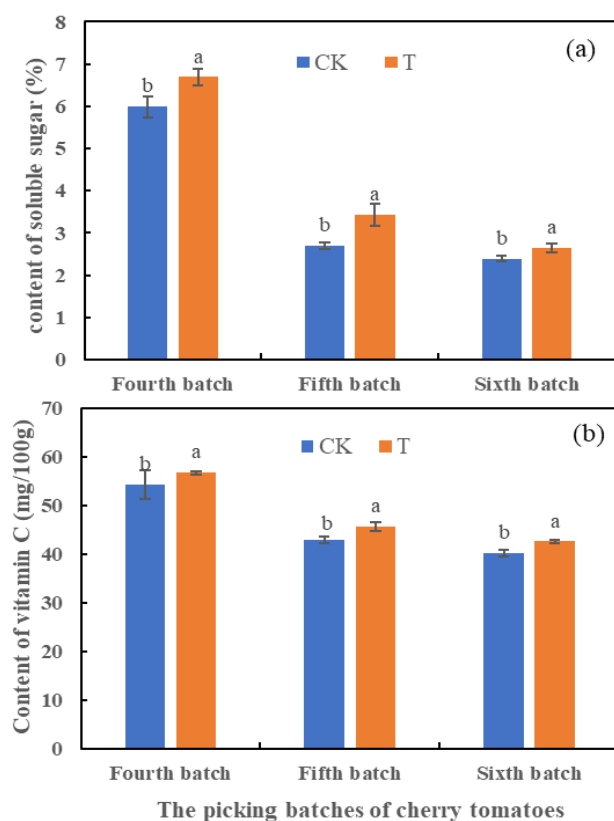 8
7
6
5
4
3
2
1
0
content of soluble sugar (%)
CK T
(a)
b a
b a
b a
Fourth batch Fifth batch Sixth batch
70
60
50
40
30
20
10
0
Content of vitamin C (mg/100g)
CK T
(b)
b a
b a
b a
Fourth batch Fifth batch Sixth batch
The picking batches of cherry tomatoes